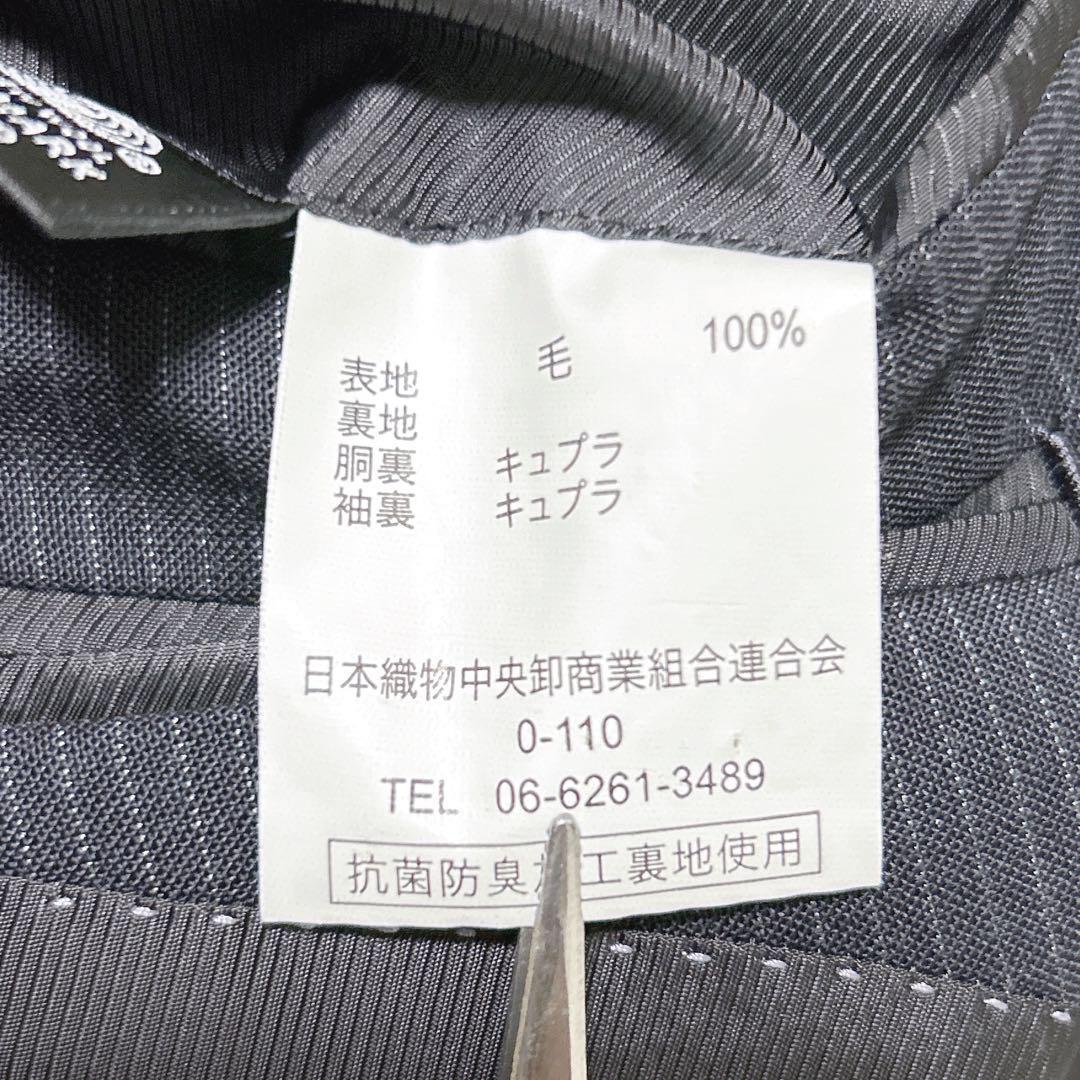 表地 毛 100%
裏地
胴裏 キュプラ
袖裏 キュプラ
日本織物中央卸商業組合連合会
0-110
TEL 06-6261-3489
抗菌防臭加工裏地使用